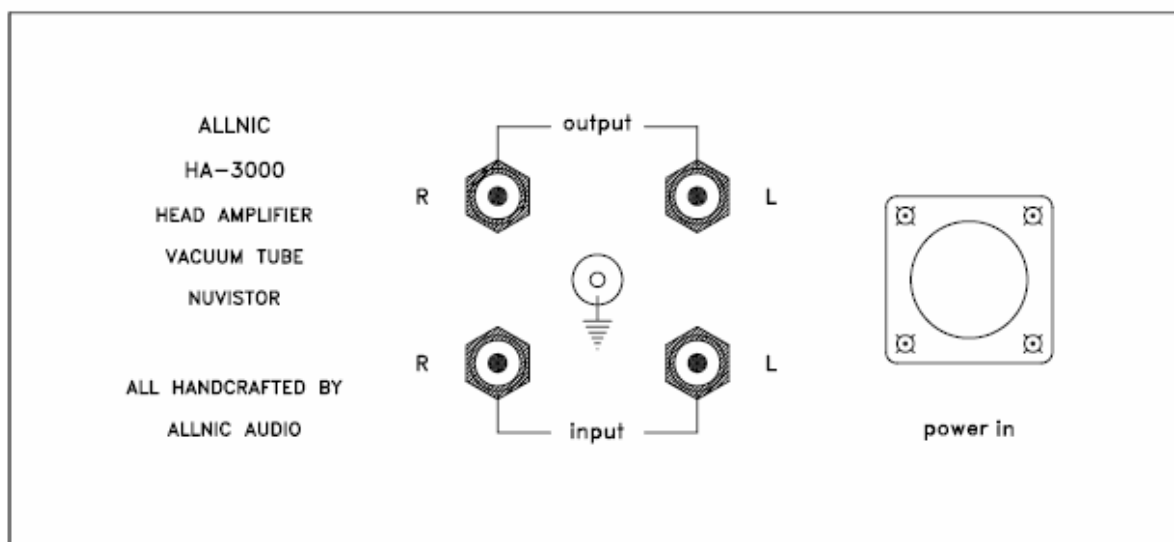 ALLNIC
HA-3000
HEAD AMPLIFIER
VACUUM TUBE
NUVISTOR
ALL HANDCRAFTED BY
ALLNIC AUDIO
output
R
L
R
L
input
power in